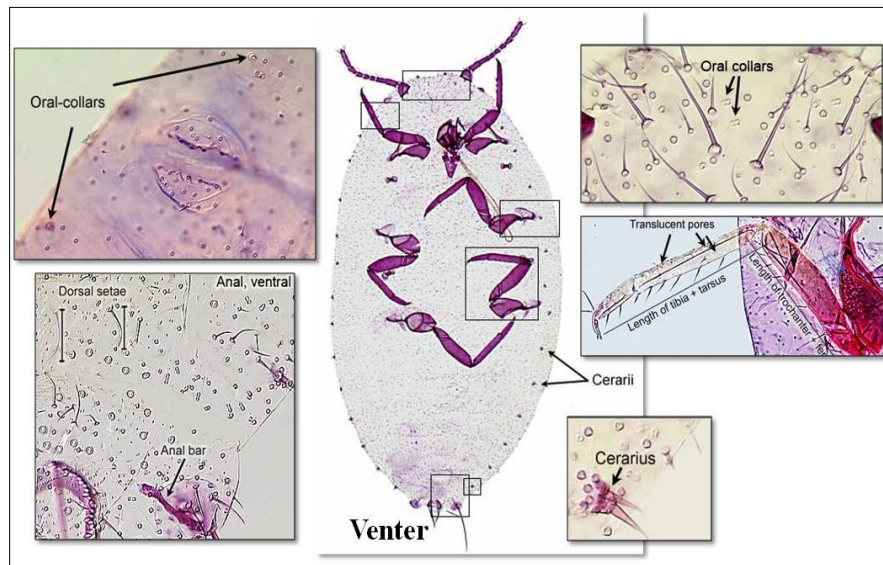 Oral-collars
Oral collars
Translucent pores
Length of tibia + tarsus
Length of trochanter +
Anal, ventral
Dorsal setae
Anal bar
Cerarii
Cerarius
Venter